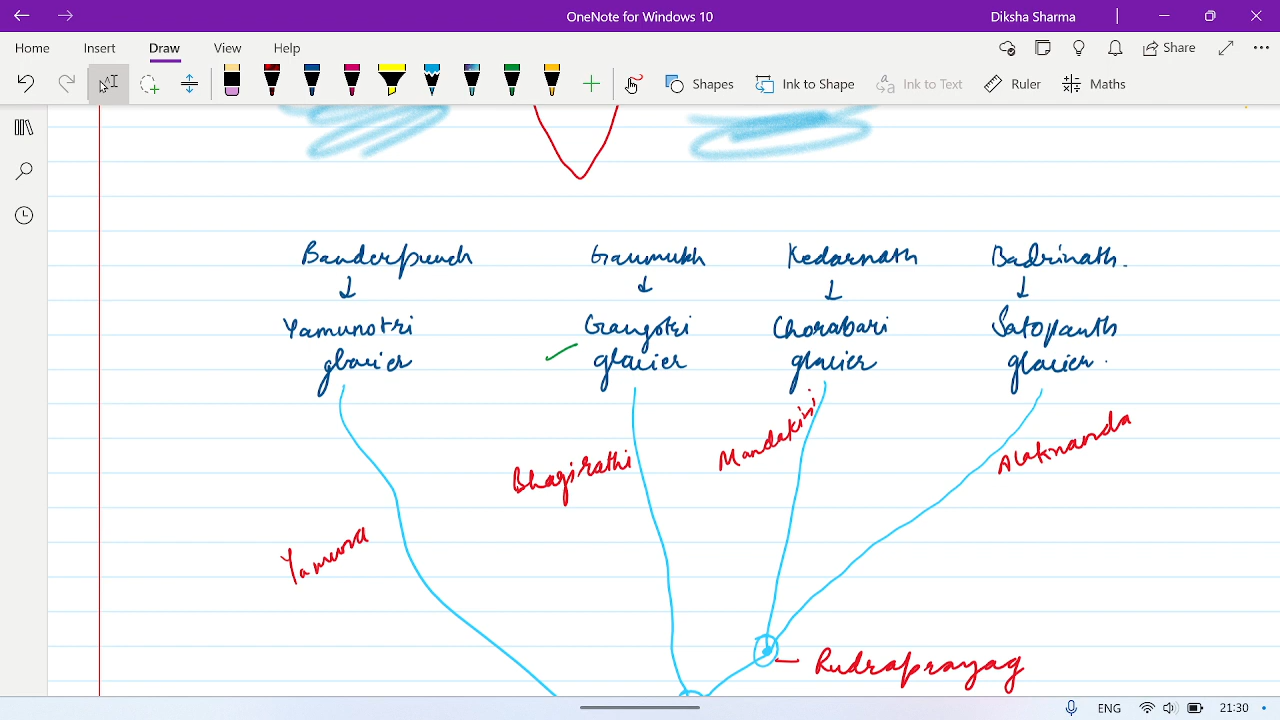 OneNote for Windows 10
Diksha Sharma
Home Insert Draw View Help
Share
Shapes Ink to Shape Ink to Text Ruler Maths
Banderpunch Gaumukh Kedarnath Badrinath.
Yamunotri Gangotri Chorabari Satopanth
glacier glacier glacier glacier.
Mandakini
Alaknanda
Bhagirathi
Yamuna
Rudraprayag
ENG 21:30